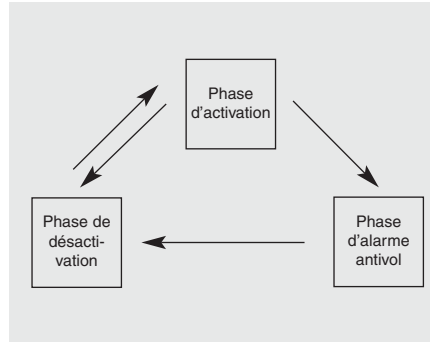 Phase
d'activation
Phase de
désacti-
vation
Phase
d'alarme
antivol